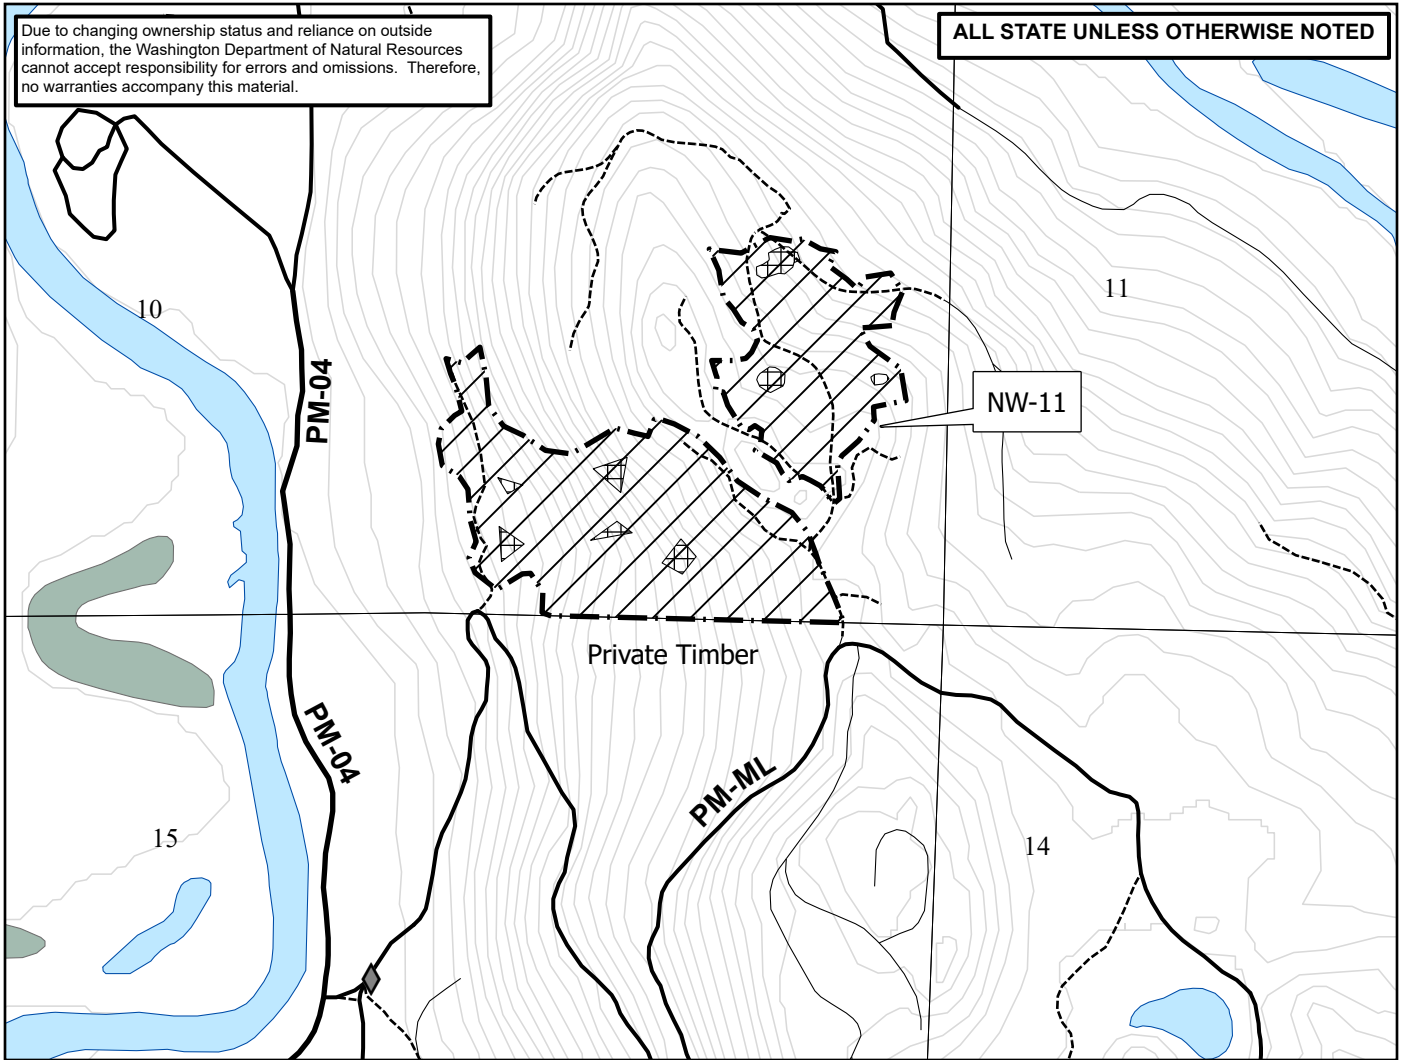 Due to changing ownership status and reliance on outside
information, the Washington Department of Natural Resources
cannot accept responsibility for errors and omissions.  Therefore,
no warranties accompany this material.
ALL STATE UNLESS OTHERWISE NOTED
10
11
PM-04
NW-11
Private Timber
PM-04
PM-ML
15
14